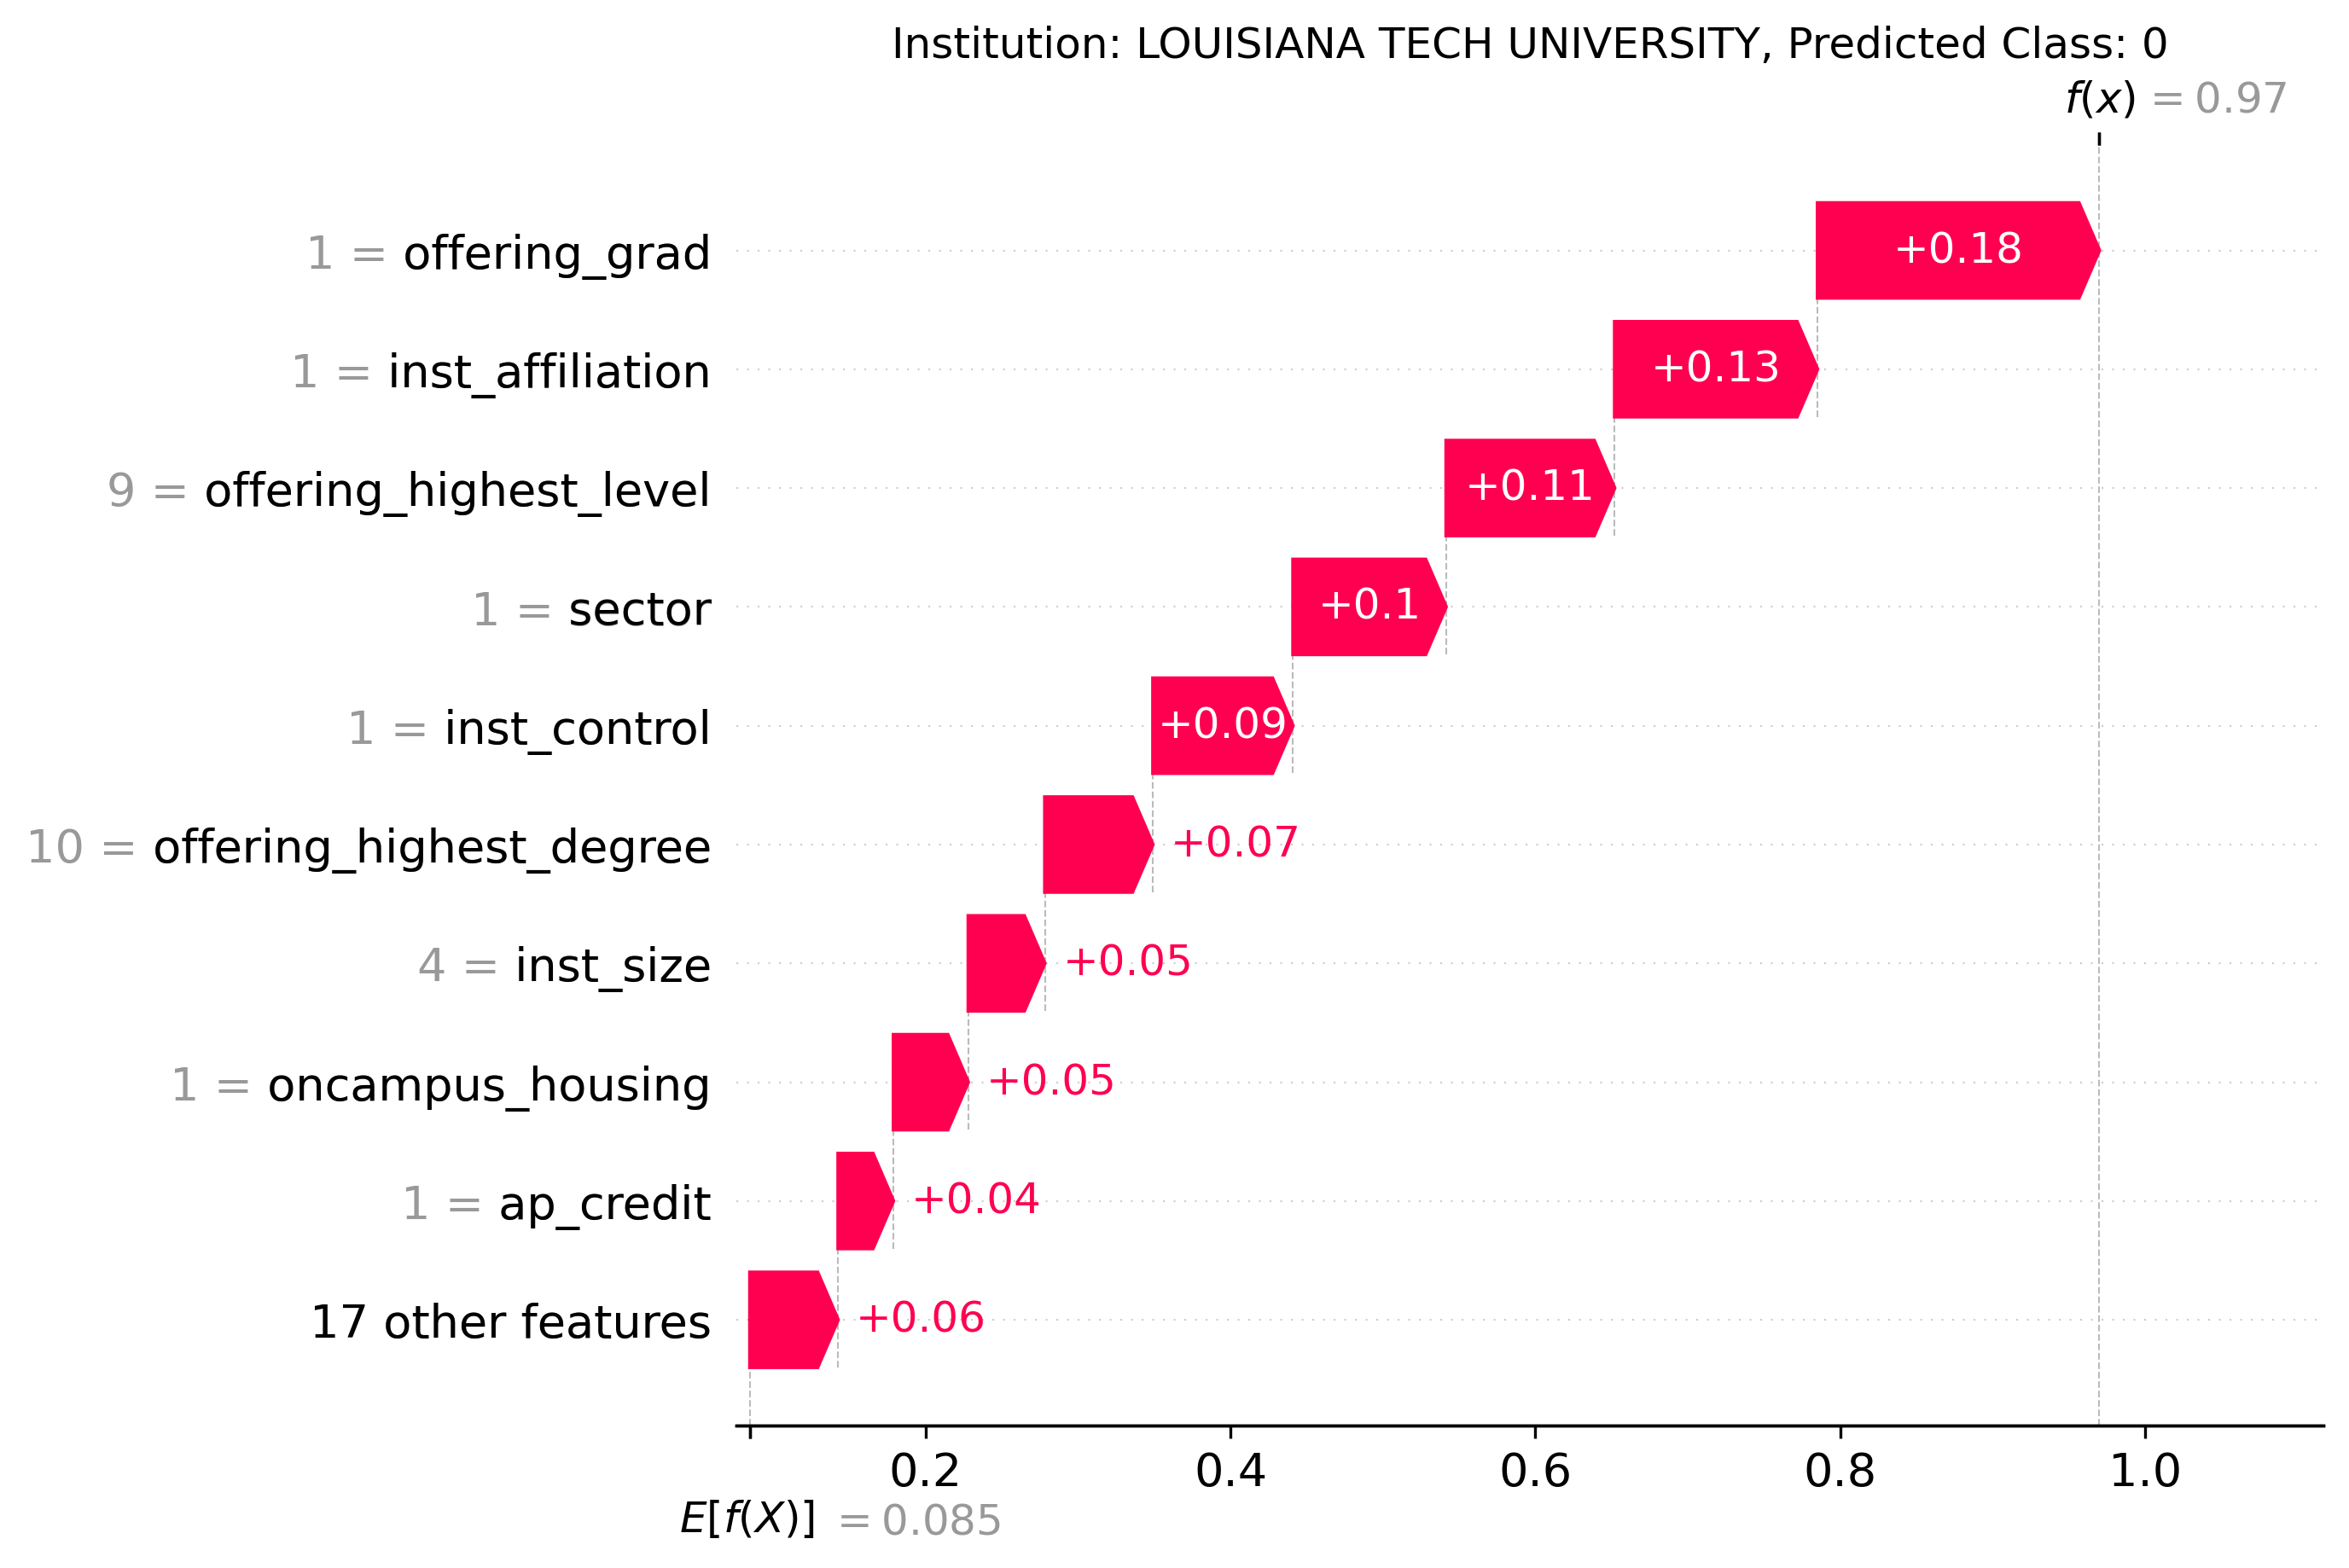 Institution: LOUISIANA TECH UNIVERSITY, Predicted Class: 0
f(x) = 0.97
1 = offering_grad +0.18
1 = inst_affiliation +0.13
9 = offering_highest_level +0.11
1 = sector +0.1
1 = inst_control +0.09
10 = offering_highest_degree +0.07
4 = inst_size +0.05
1 = oncampus_housing +0.05
1 = ap_credit +0.04
17 other features +0.06
0.2 0.4 0.6 0.8 1.0
E[f(X)] = 0.085